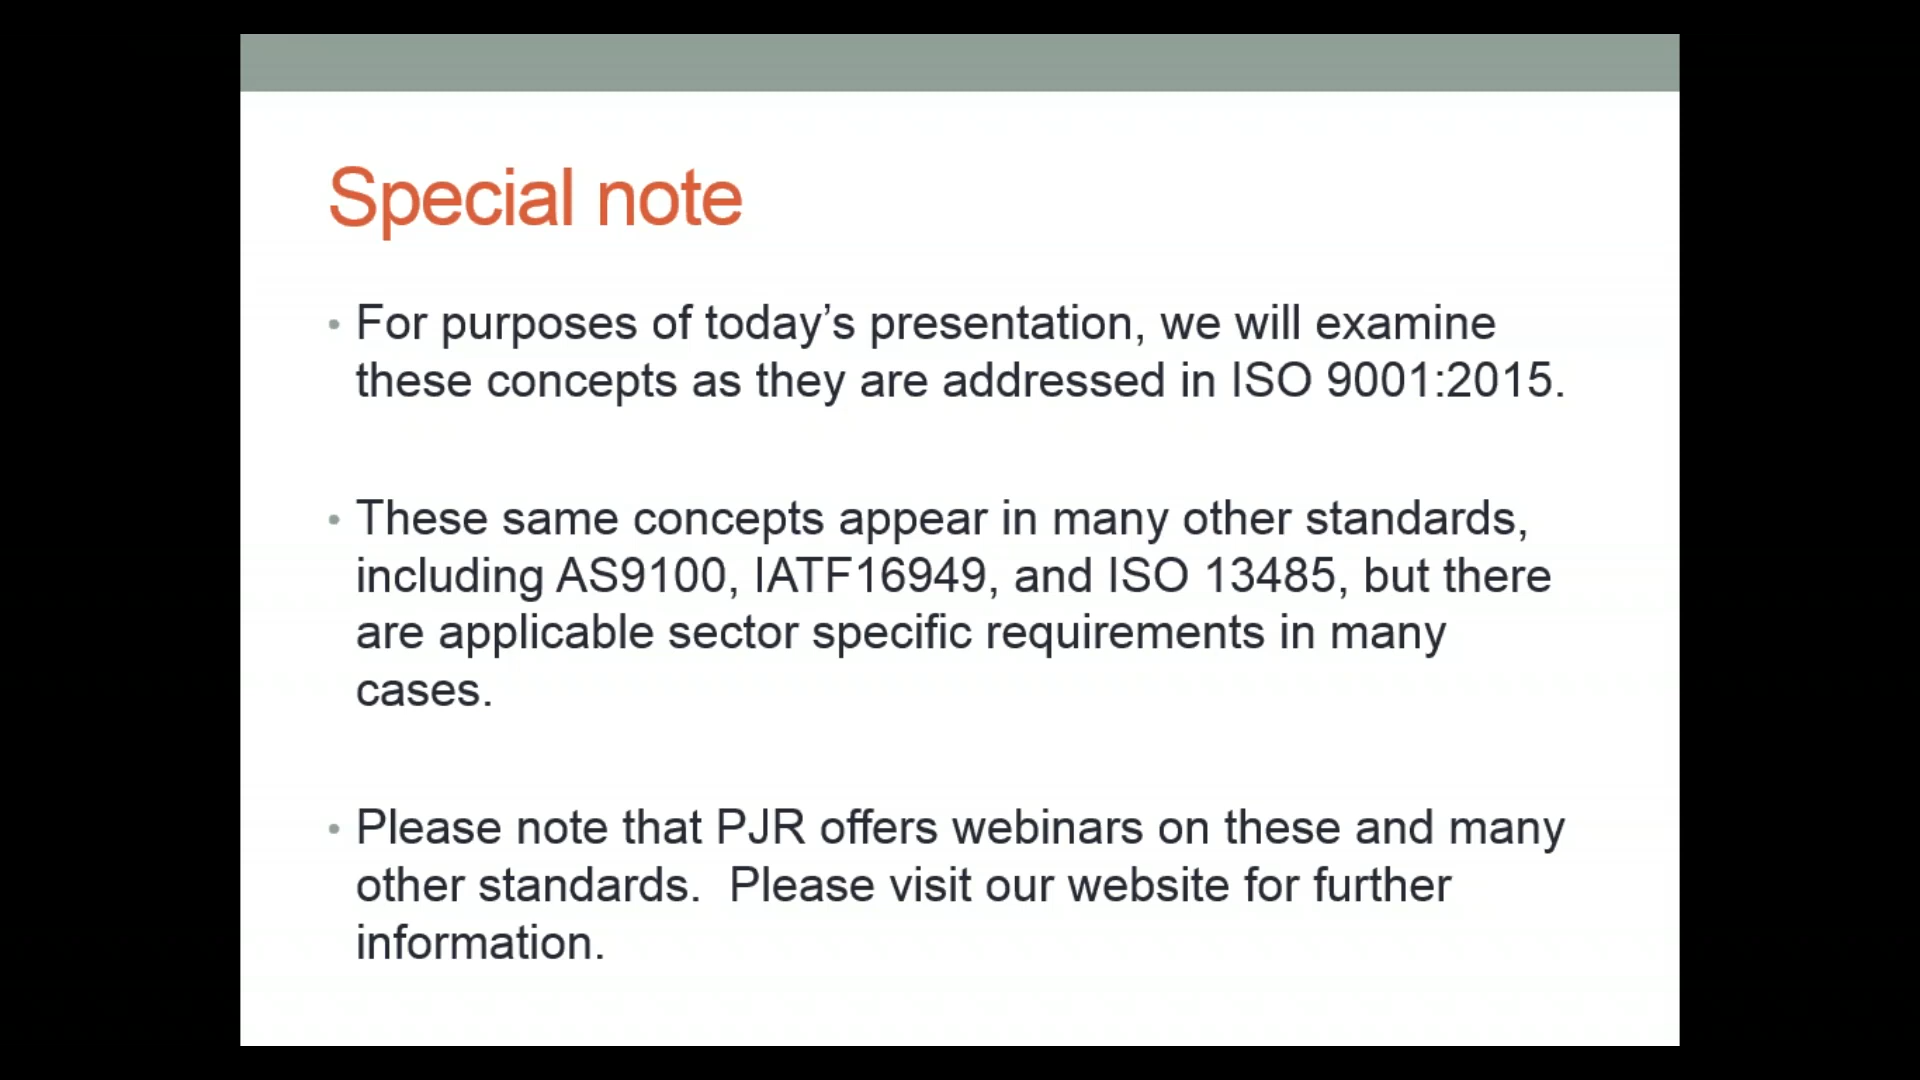 Special note
• For purposes of today’s presentation, we will examine
these concepts as they are addressed in ISO 9001:2015.
• These same concepts appear in many other standards,
including AS9100, IATF16949, and ISO 13485, but there
are applicable sector specific requirements in many
cases.
• Please note that PJR offers webinars on these and many
other standards.  Please visit our website for further
information.